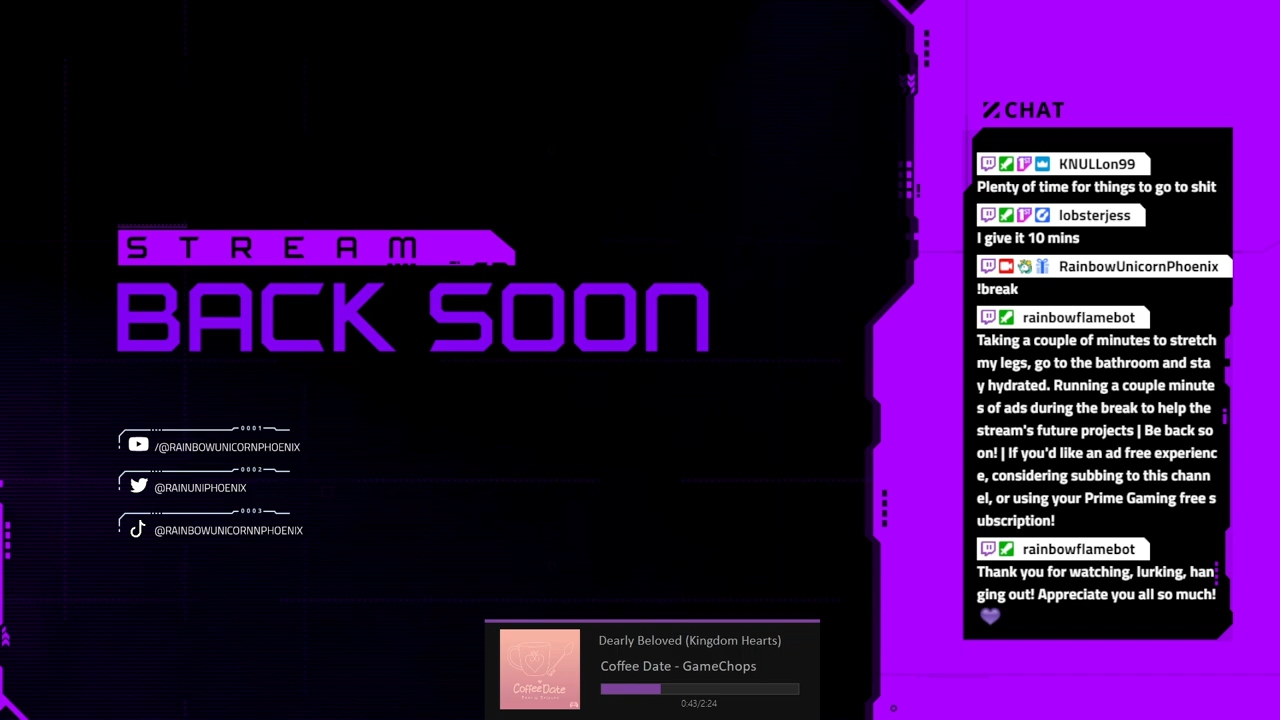 STREAM
BACK SOON
0001
/@RAINBOWUNICORNPHOENIX
0002
@RAINUNIPHOENIX
0003
@RAINBOWUNICORNNPHOENIX
Dearly Beloved (Kingdom Hearts)
Coffee Date - GameChops
0:43/2:24
Coffee Date
CHAT
KNULLon99
Plenty of time for things to go to shit
lobsterjess
I give it 10 mins
RainbowUnicornPhoenix
!break
rainbowflamebot
Taking a couple of minutes to stretch
my legs, go to the bathroom and sta
y hydrated. Running a couple minute
s of ads during the break to help the
stream's future projects | Be back so
on! | If you'd like an ad free experienc
e, considering subbing to this chann
el, or using your Prime Gaming free s
ubscription!
rainbowflamebot
Thank you for watching, lurking, han
ging out! Appreciate you all so much!